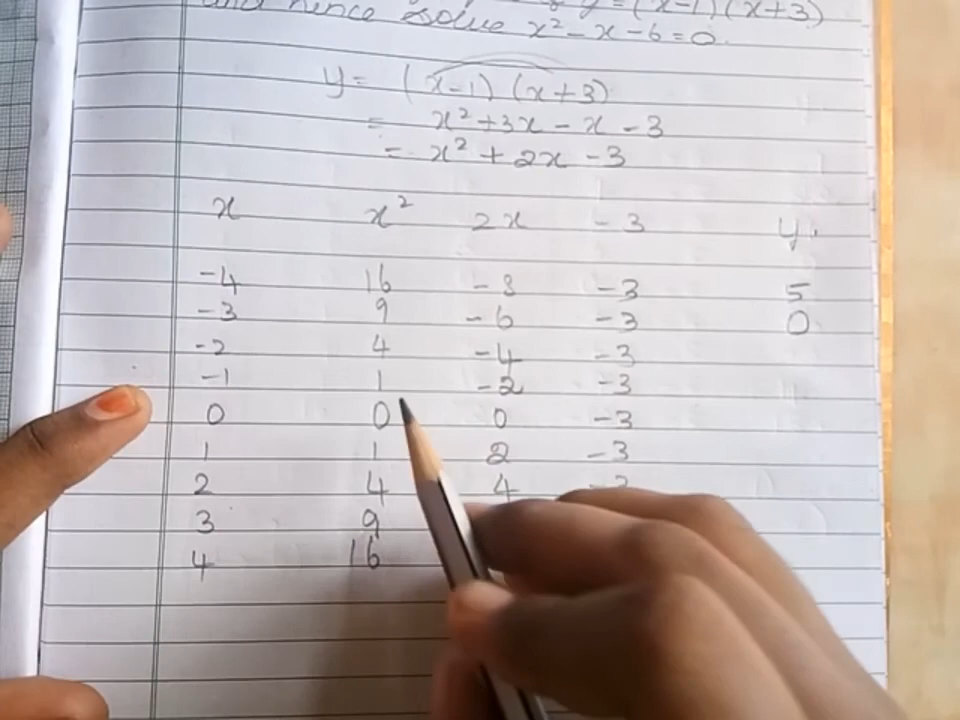 and hence solve x² - x - 6 = 0.
y = (x-1)(x+3)
= x² + 3x - x - 3
= x² + 2x - 3
x x² 2x -3 y.
-4 16 -8 -3 5
-3 9 -6 -3 0
-2 4 -4 -3
-1 1 -2 -3
0 0 0 -3
1 1 2 -3
2 4 4
3 9
4 16